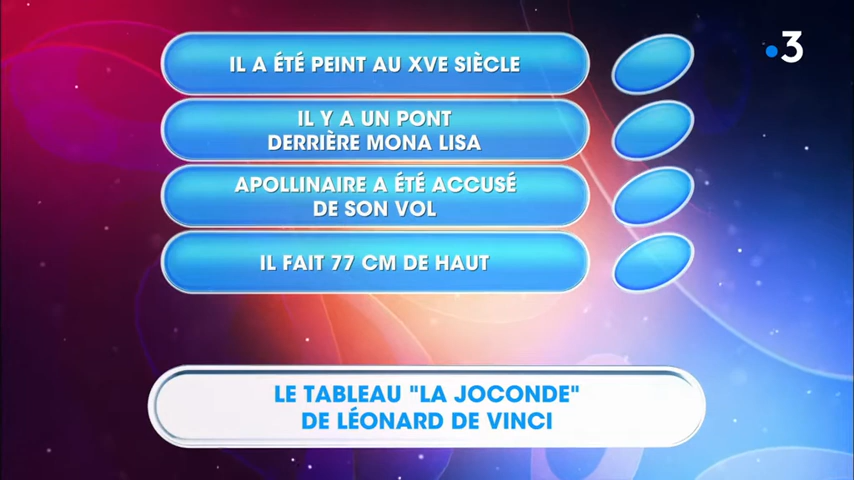 IL A ÉTÉ PEINT AU XVE SIÈCLE
3
IL Y A UN PONT
DERRIÈRE MONA LISA
APOLLINAIRE A ÉTÉ ACCUSÉ
DE SON VOL
IL FAIT 77 CM DE HAUT
LE TABLEAU "LA JOCONDE"
DE LÉONARD DE VINCI